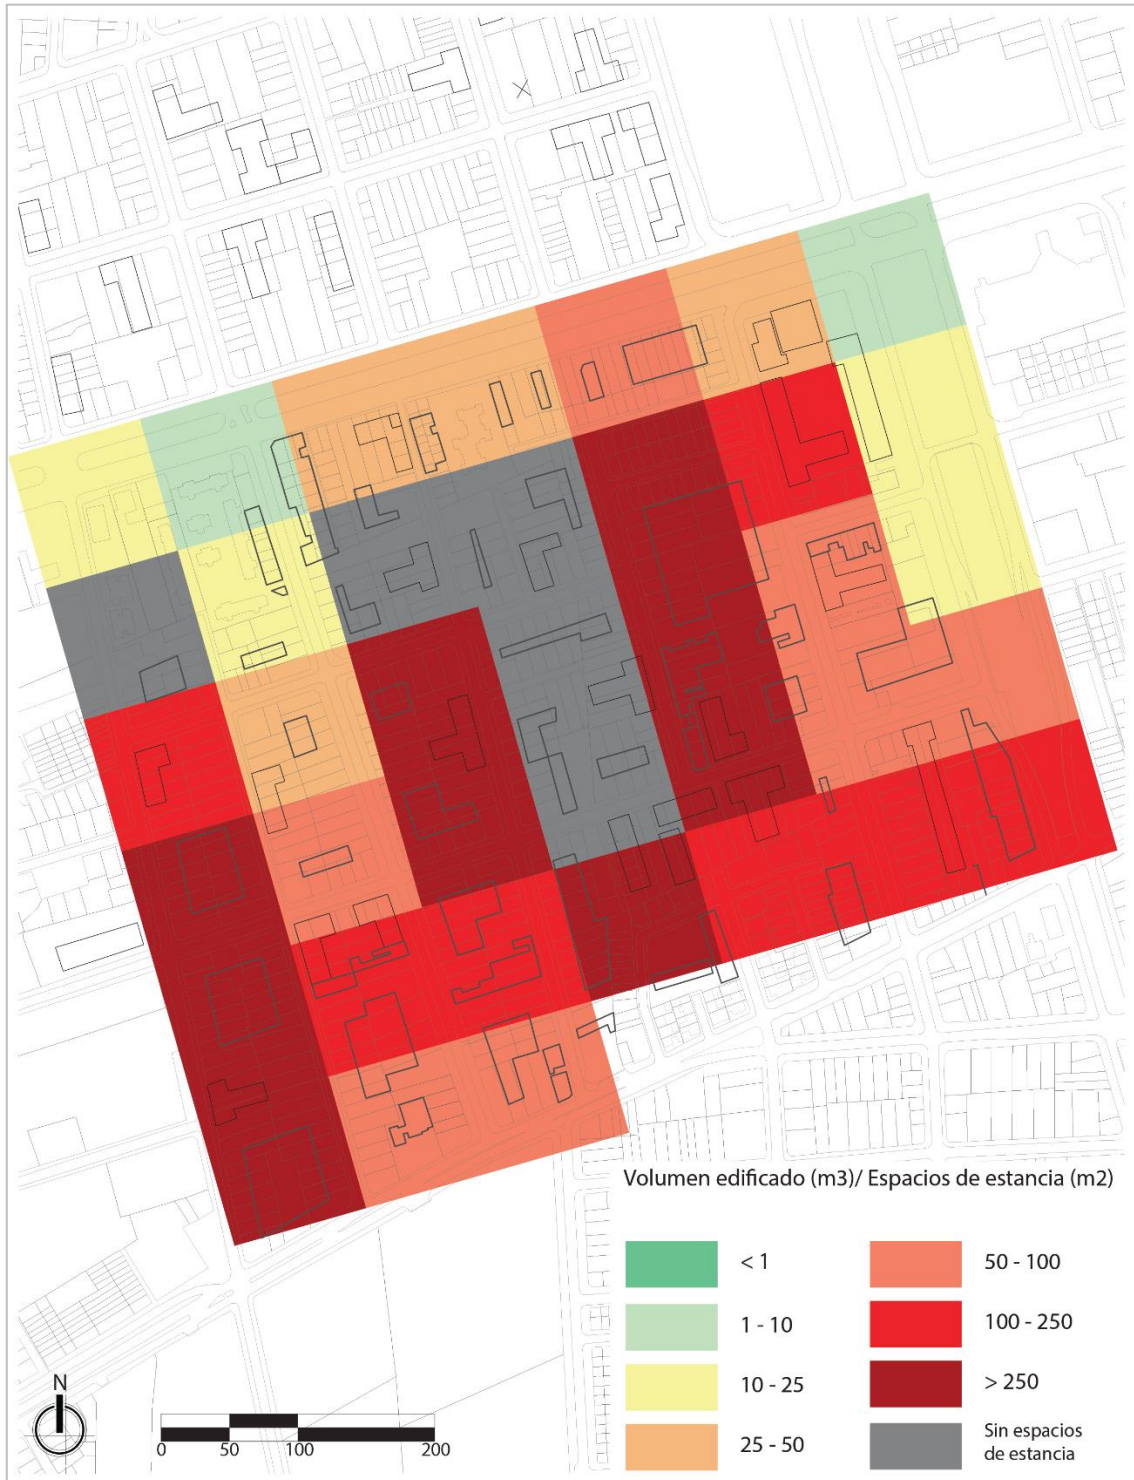 Volumen edificado (m3)/ Espacios de estancia (m2)
< 1
1 - 10
10 - 25
25 - 50
50 - 100
100 - 250
> 250
Sin espacios
de estancia
N
0 50 100 200